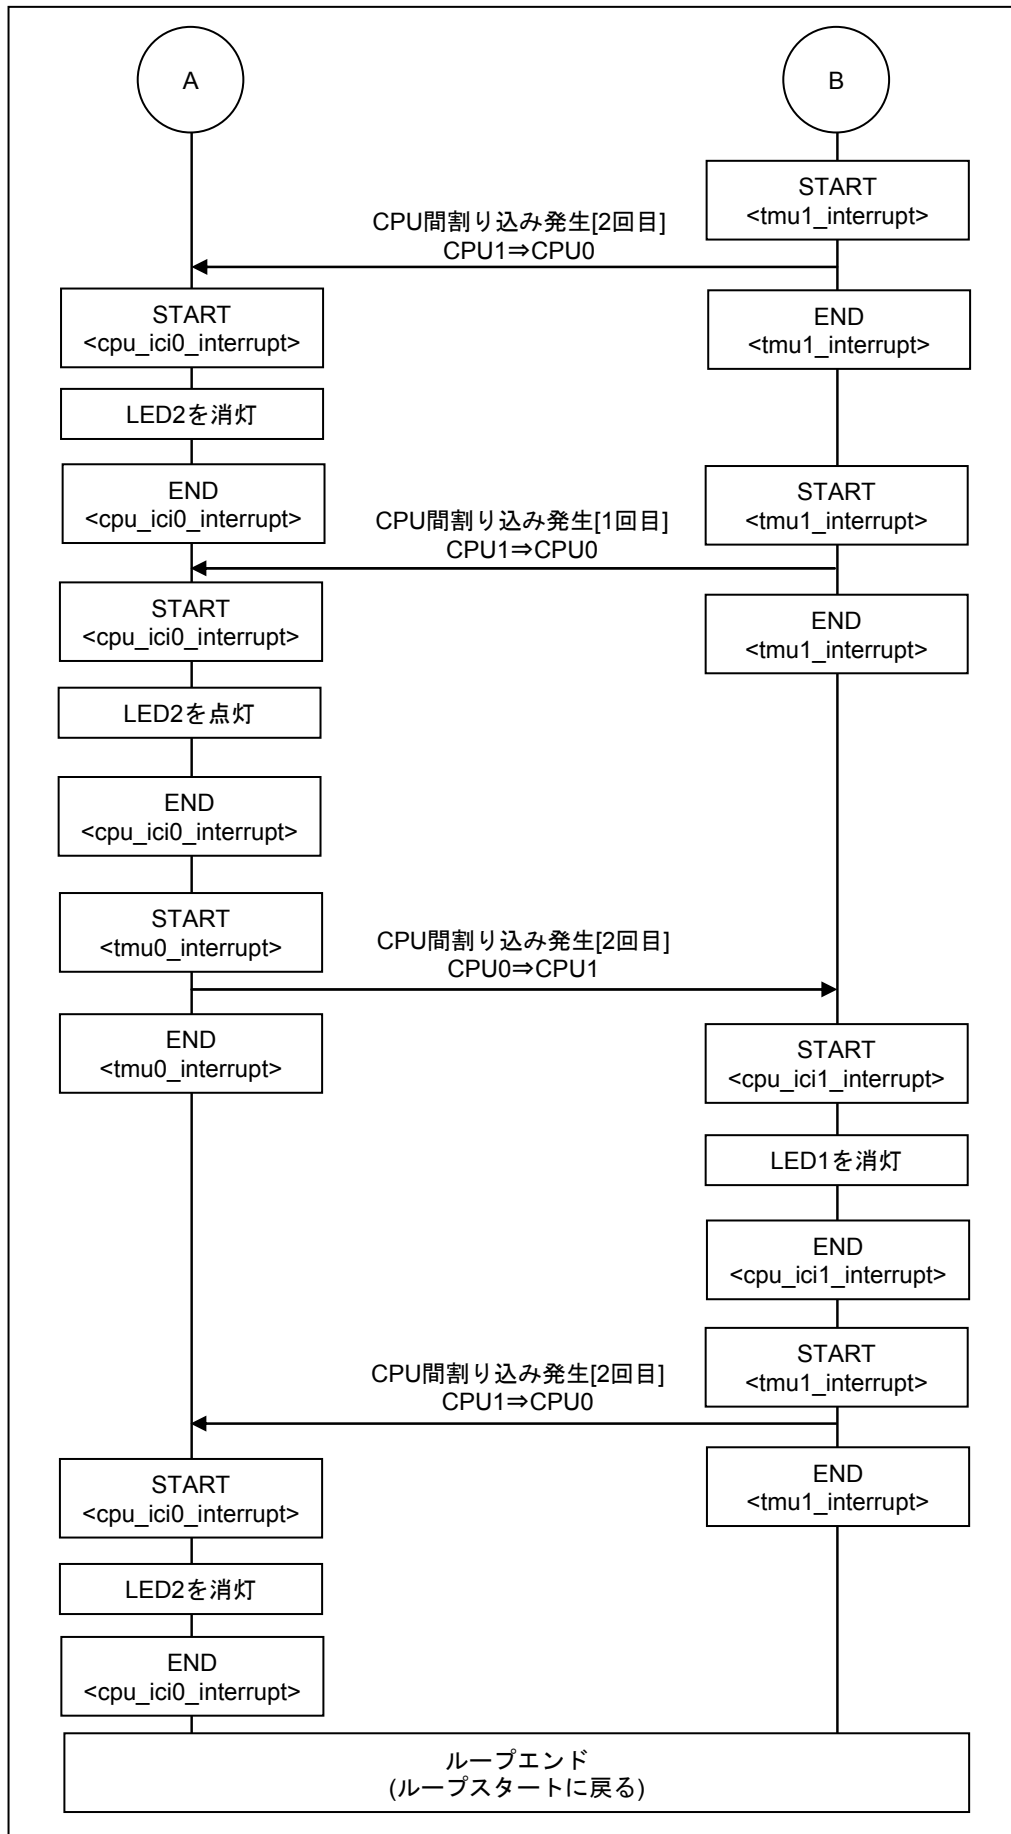 A
B
START
<tmu1_interrupt>
CPU間割り込み発生[2回目]
CPU1⇒CPU0
START
<cpu_ici0_interrupt>
END
<tmu1_interrupt>
LED2を消灯
END
<cpu_ici0_interrupt>
START
<tmu1_interrupt>
CPU間割り込み発生[1回目]
CPU1⇒CPU0
START
<cpu_ici0_interrupt>
END
<tmu1_interrupt>
LED2を点灯
END
<cpu_ici0_interrupt>
START
<tmu0_interrupt>
CPU間割り込み発生[2回目]
CPU0⇒CPU1
END
<tmu0_interrupt>
START
<cpu_ici1_interrupt>
LED1を消灯
END
<cpu_ici1_interrupt>
START
<tmu1_interrupt>
CPU間割り込み発生[2回目]
CPU1⇒CPU0
END
<tmu1_interrupt>
START
<cpu_ici0_interrupt>
LED2を消灯
END
<cpu_ici0_interrupt>
ループエンド
(ループスタートに戻る)